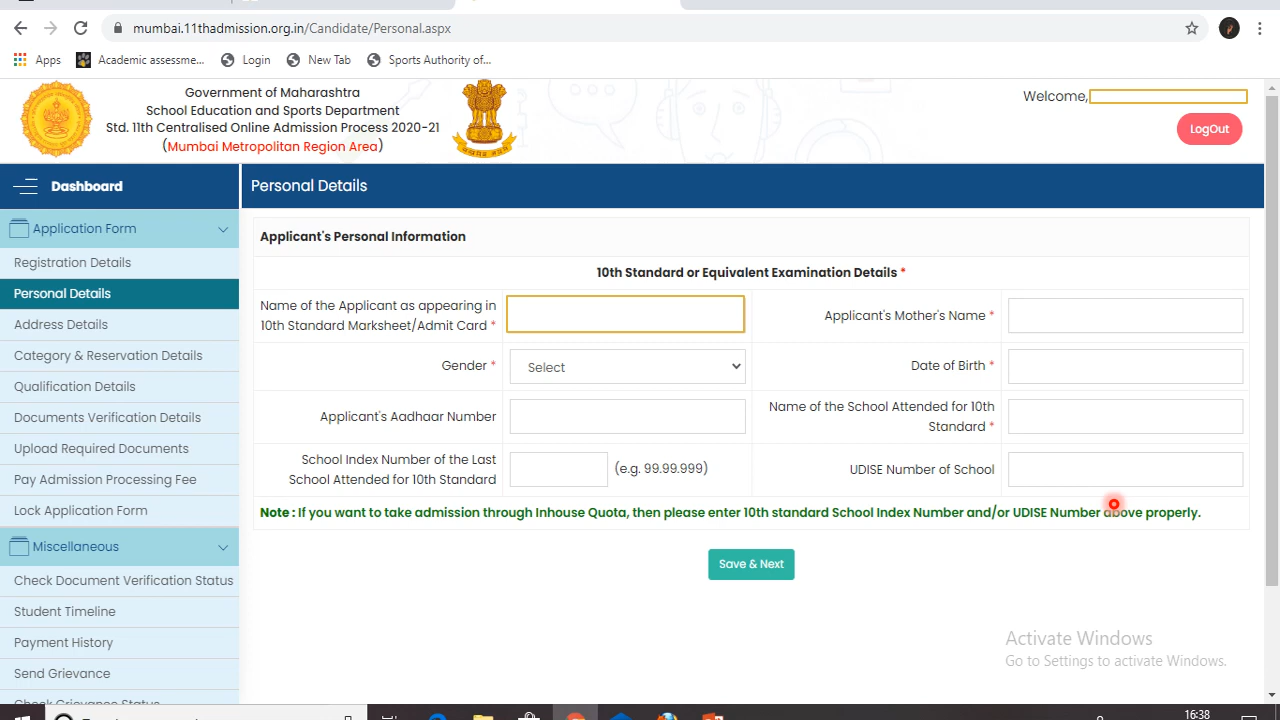 mumbai.11thadmission.org.in/Candidate/Personal.aspx
Apps Academic assessme... Login New Tab Sports Authority of...
Government of Maharashtra
School Education and Sports Department
Std. 11th Centralised Online Admission Process 2020-21
(Mumbai Metropolitan Region Area)
Welcome,
LogOut
Dashboard
Application Form
Registration Details
Personal Details
Address Details
Category & Reservation Details
Qualification Details
Documents Verification Details
Upload Required Documents
Pay Admission Processing Fee
Lock Application Form
Miscellaneous
Check Document Verification Status
Student Timeline
Payment History
Send Grievance
Check Grievance Status
Personal Details
Applicant's Personal Information
10th Standard or Equivalent Examination Details *
Name of the Applicant as appearing in
10th Standard Marksheet/Admit Card *
Applicant's Mother's Name *
Gender * Select
Date of Birth *
Applicant's Aadhaar Number
Name of the School Attended for 10th
Standard *
School Index Number of the Last
School Attended for 10th Standard
(e.g. 99.99.999)
UDISE Number of School
Note : If you want to take admission through Inhouse Quota, then please enter 10th standard School Index Number and/or UDISE Number above properly.
Save & Next
Activate Windows
Go to Settings to activate Windows.
16:38